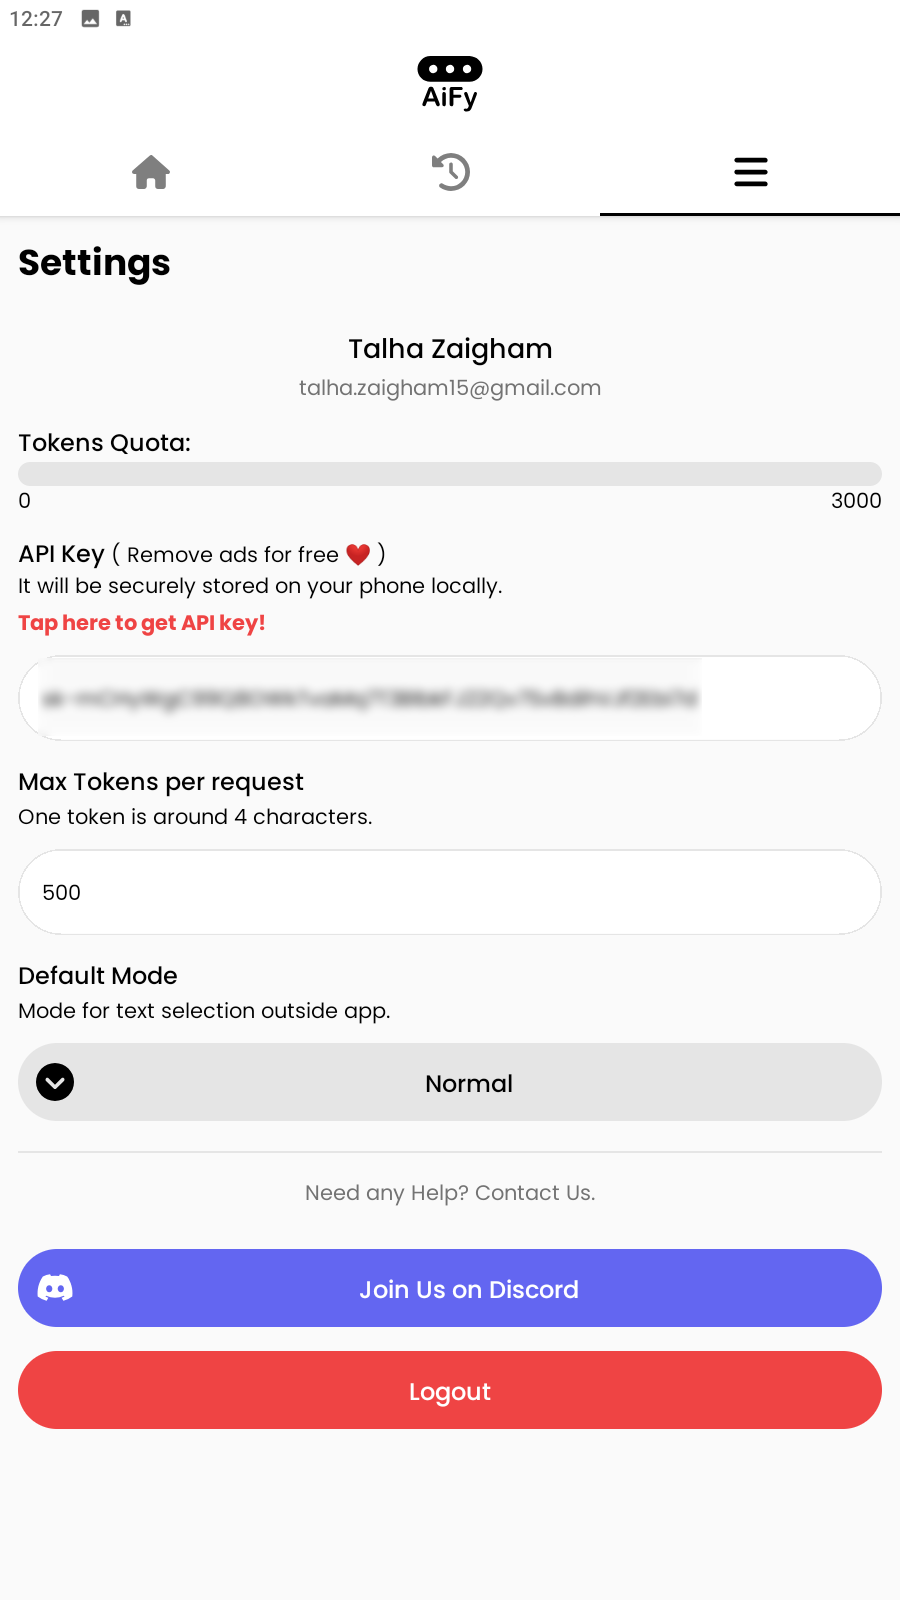 12:27
AiFy
Settings
Talha Zaigham
talha.zaigham15@gmail.com
Tokens Quota:
0 3000
API Key ( Remove ads for free ❤️ )
It will be securely stored on your phone locally.
Tap here to get API key!
Max Tokens per request
One token is around 4 characters.
500
Default Mode
Mode for text selection outside app.
Normal
Need any Help? Contact Us.
Join Us on Discord
Logout